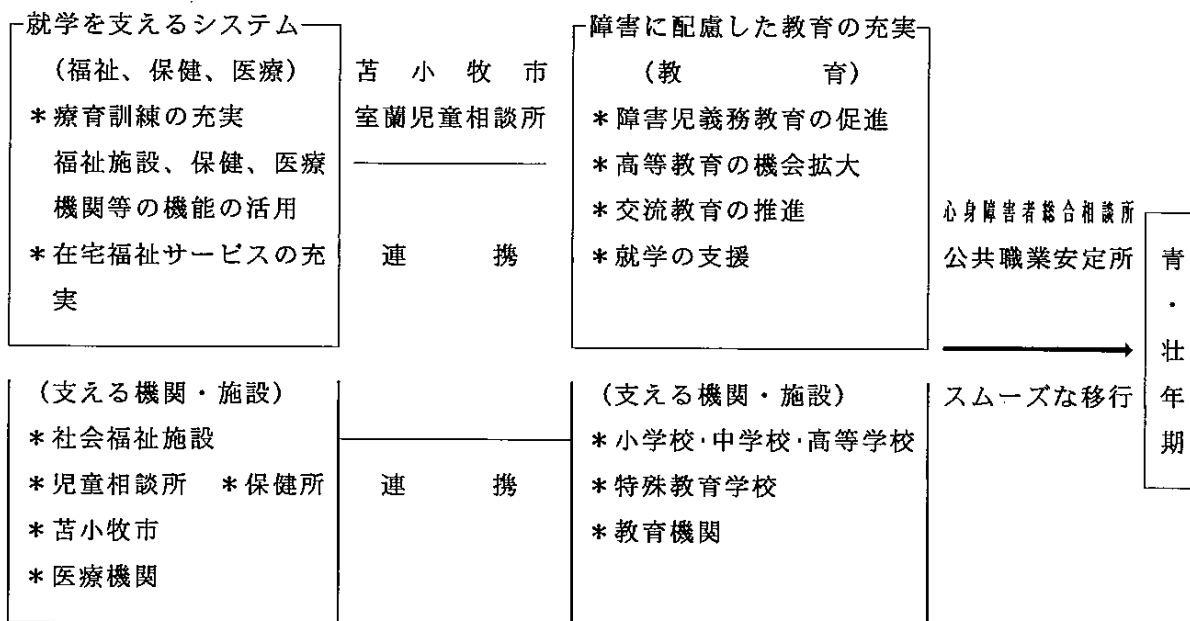 就学を支えるシステム
(福祉、保健、医療)
*療育訓練の充実
福祉施設、保健、医療
機関等の機能の活用
*在宅福祉サービスの充
実
苫小牧市
室蘭児童相談所
連携
障害に配慮した教育の充実
(教育)
*障害児義務教育の促進
*高等教育の機会拡大
*交流教育の推進
*就学の支援
心身障害者総合相談所
公共職業安定所
スムーズな移行
青・壮年期
(支える機関・施設)
*社会福祉施設
*児童相談所 *保健所
*苫小牧市
*医療機関
連携
(支える機関・施設)
*小学校・中学校・高等学校
*特殊教育学校
*教育機関